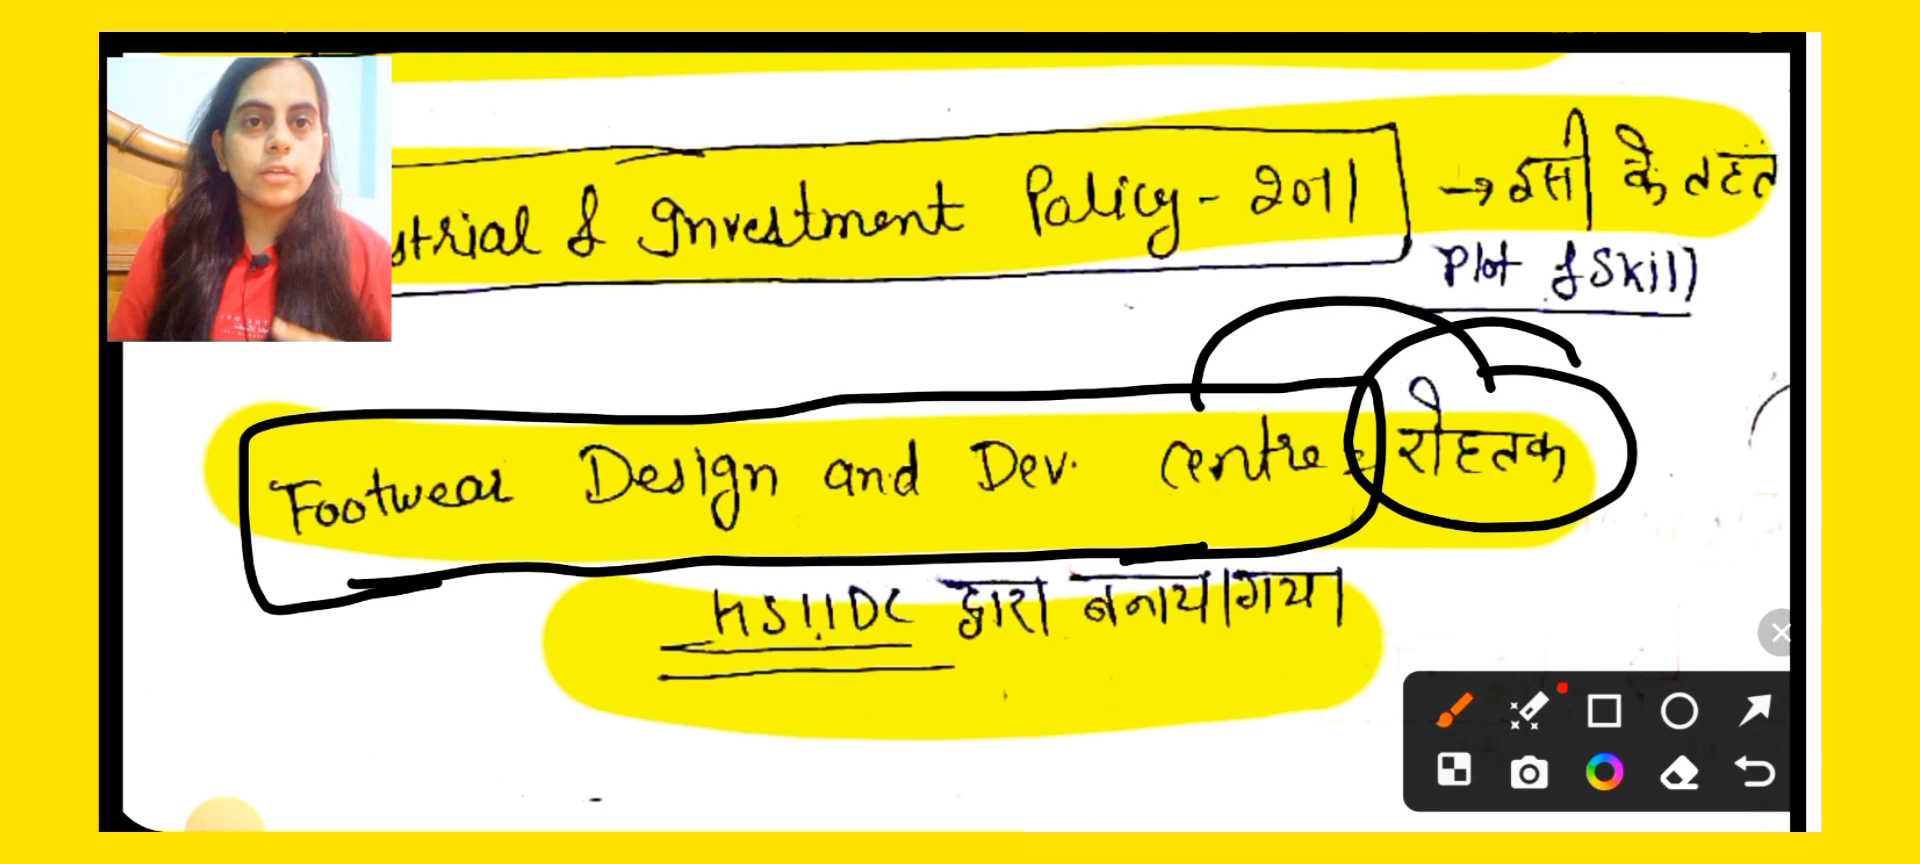 strial & Investment Policy - 2011 → इसी के तहत
Plot & Skill
Footwear Design and Dev. Centre : रोहतक
HSIIDC द्वारा बनाया गया